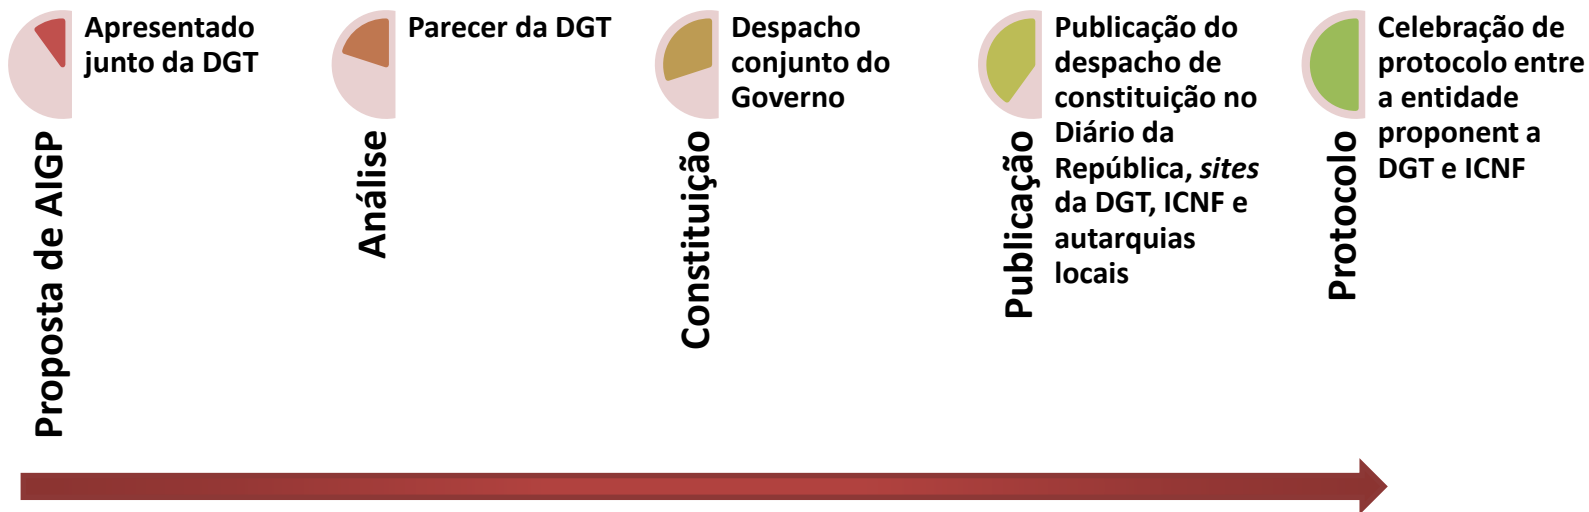 Proposta de AIGP
Apresentado
junto da DGT
Análise
Parecer da DGT
Constituição
Despacho
conjunto do
Governo
Publicação
Publicação do
despacho de
constituição no
Diário da
República, sites
da DGT, ICNF e
autarquias
locais
Protocolo
Celebração de
protocolo entre
a entidade
proponent a
DGT e ICNF